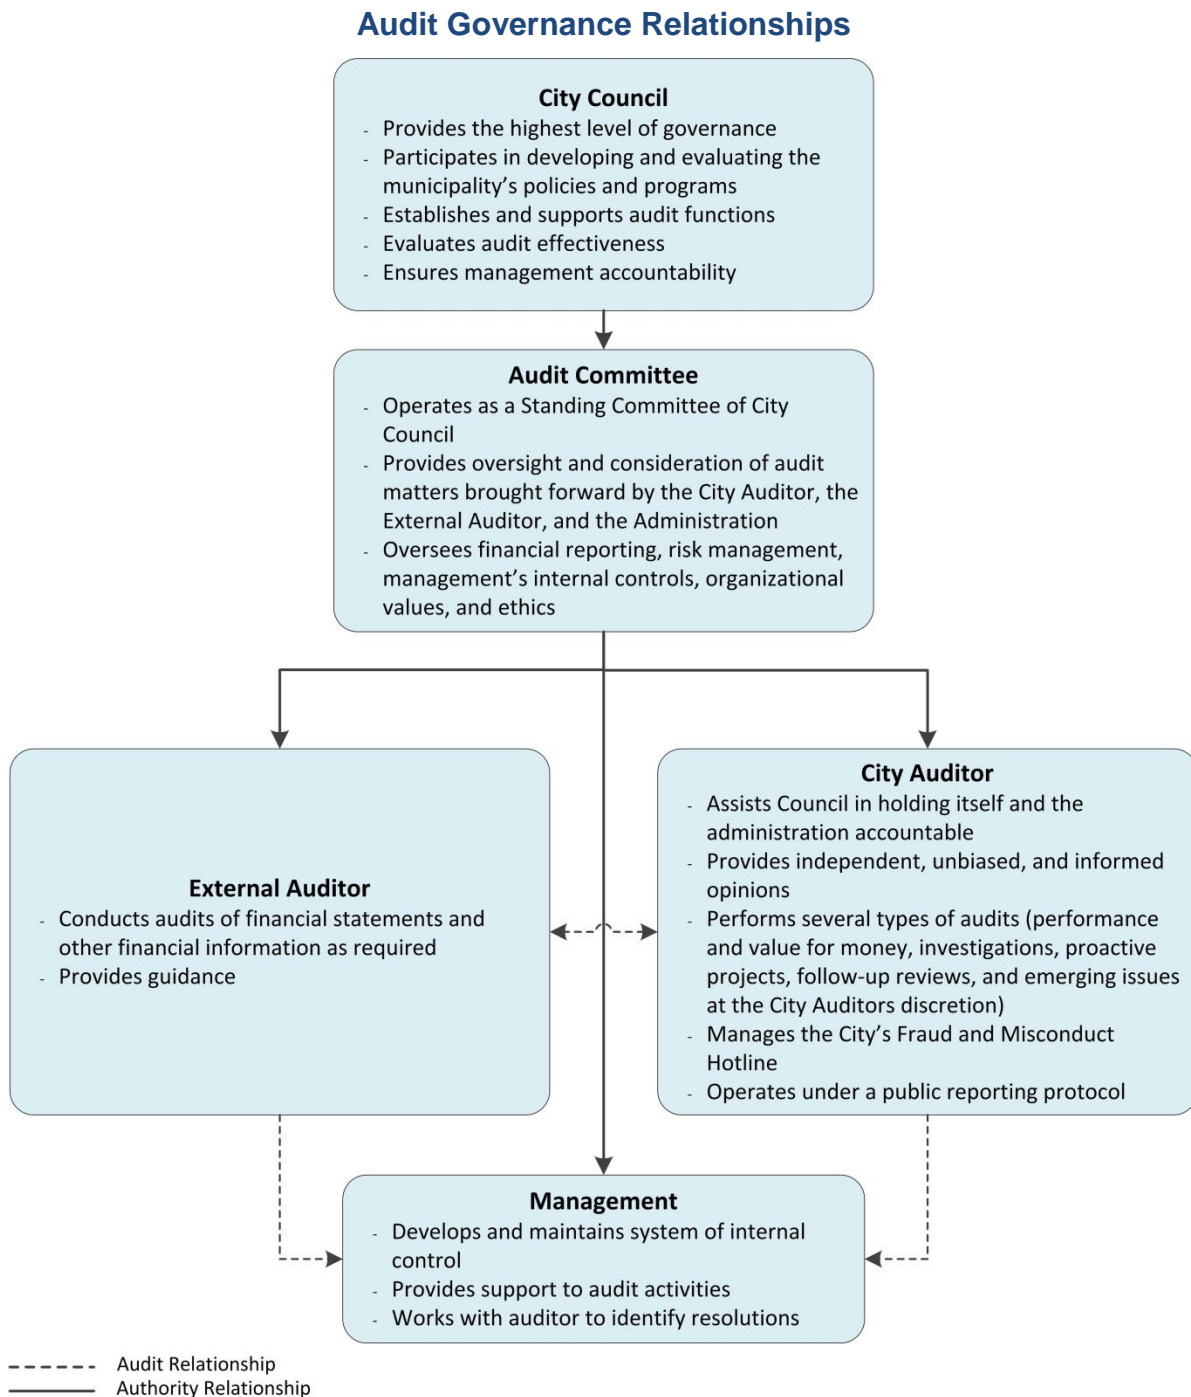 Audit Governance Relationships
City Council
- Provides the highest level of governance
- Participates in developing and evaluating the
municipality’s policies and programs
- Establishes and supports audit functions
- Evaluates audit effectiveness
- Ensures management accountability
Audit Committee
- Operates as a Standing Committee of City
Council
- Provides oversight and consideration of audit
matters brought forward by the City Auditor, the
External Auditor, and the Administration
- Oversees financial reporting, risk management,
management’s internal controls, organizational
values, and ethics
External Auditor
- Conducts audits of financial statements and
other financial information as required
- Provides guidance
City Auditor
- Assists Council in holding itself and the
administration accountable
- Provides independent, unbiased, and informed
opinions
- Performs several types of audits (performance
and value for money, investigations, proactive
projects, follow-up reviews, and emerging issues
at the City Auditors discretion)
- Manages the City’s Fraud and Misconduct
Hotline
- Operates under a public reporting protocol
Management
- Develops and maintains system of internal
control
- Provides support to audit activities
- Works with auditor to identify resolutions
Audit Relationship
Authority Relationship